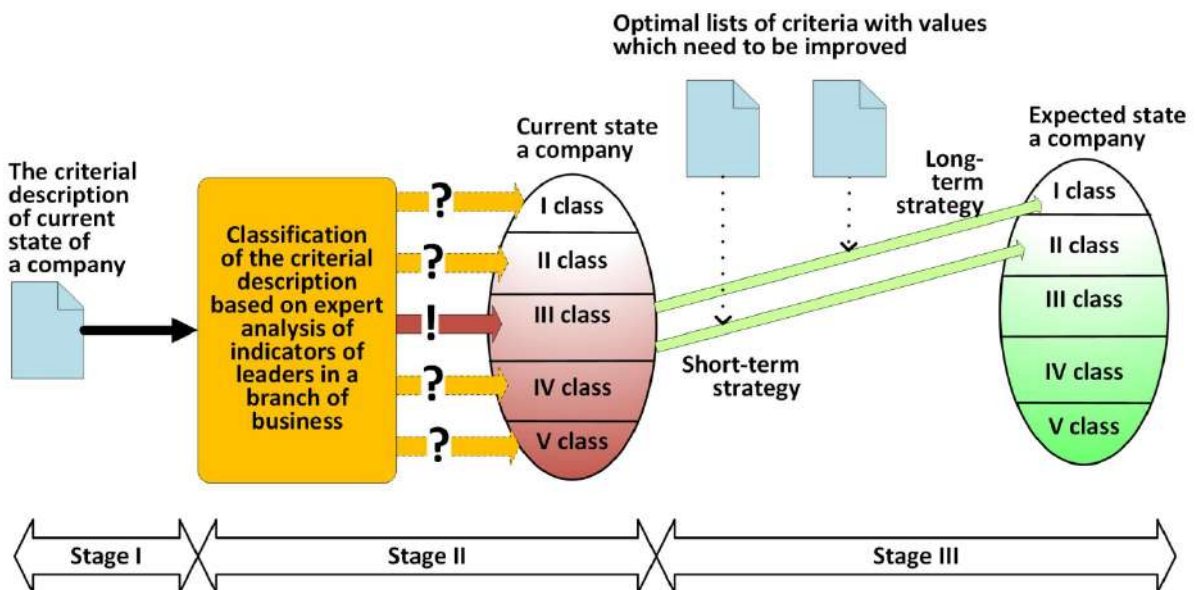 Optimal lists of criteria with values
which need to be improved
The criterial
description
of current
state of
a company
Classification
of the criterial
description
based on expert
analysis of
indicators of
leaders in a
branch of
business
?
?
!
?
?
Current state
a company
I class
II class
III class
IV class
V class
Long-
term
strategy
Short-term
strategy
Expected state
a company
I class
II class
III class
IV class
V class
Stage I
Stage II
Stage III